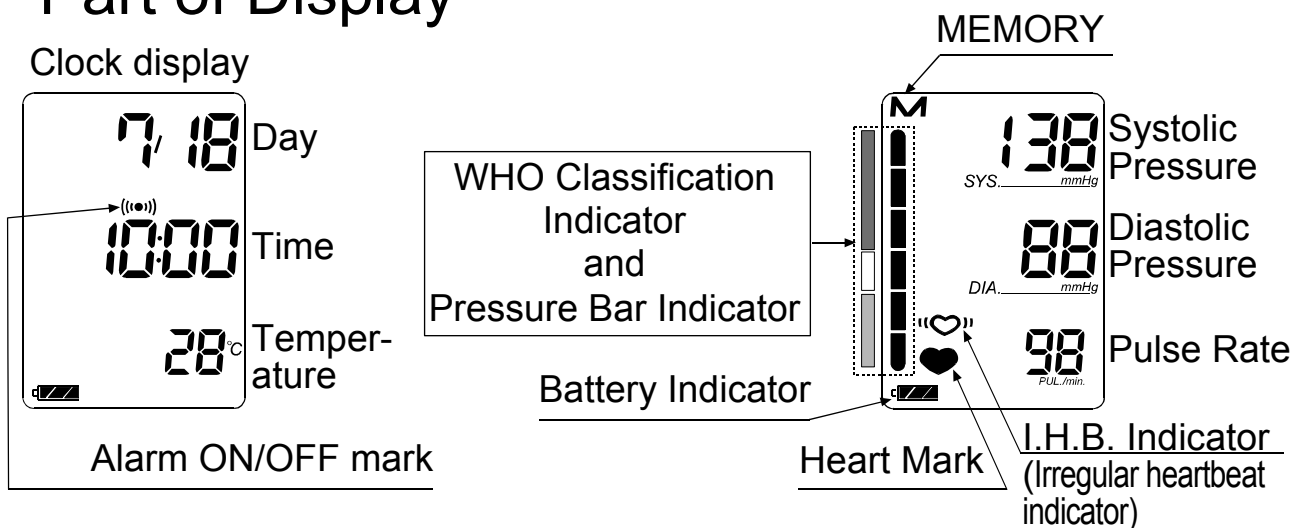 Part of Display
Clock display
7/ 18
Day
10:00
Time
28°C
Temper-
ature
Alarm ON/OFF mark
MEMORY
M
138
SYS. mmHg
Systolic
Pressure
WHO Classification
Indicator
and
Pressure Bar Indicator
88
DIA. mmHg
Diastolic
Pressure
98
PUL./min.
Pulse Rate
Battery Indicator
Heart Mark
I.H.B. Indicator
(Irregular heartbeat
indicator)